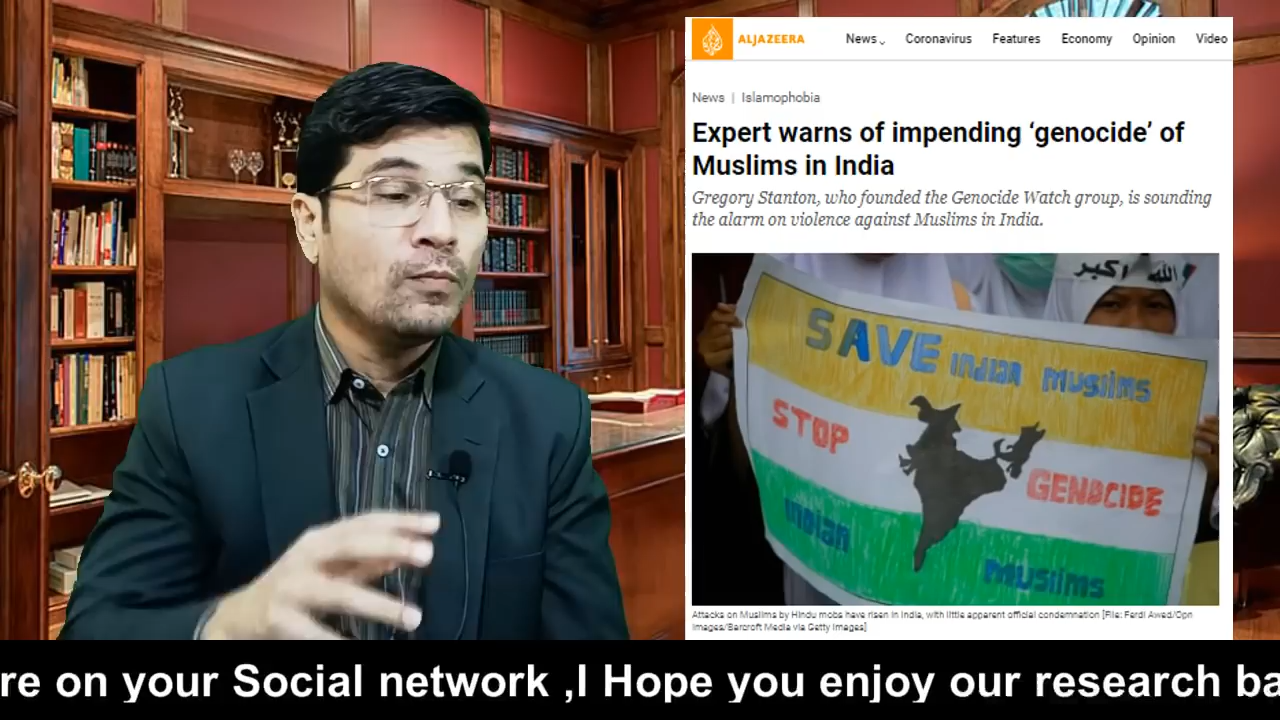 ALJAZEERA
News Coronavirus Features Economy Opinion Video
News | Islamophobia
Expert warns of impending ‘genocide’ of
Muslims in India
Gregory Stanton, who founded the Genocide Watch group, is sounding
the alarm on violence against Muslims in India.
الله اكبر
SAVE INDIAN MUSLIMS
STOP
GENOCIDE
INDIAN
MUSLIMS
Attacks on Muslims by Hindu mobs have risen in India, with little apparent official condemnation [File: Ferdi Awed/Opn
Images/Barcroft Media via Getty Images]
re on your Social network ,I Hope you enjoy our research ba